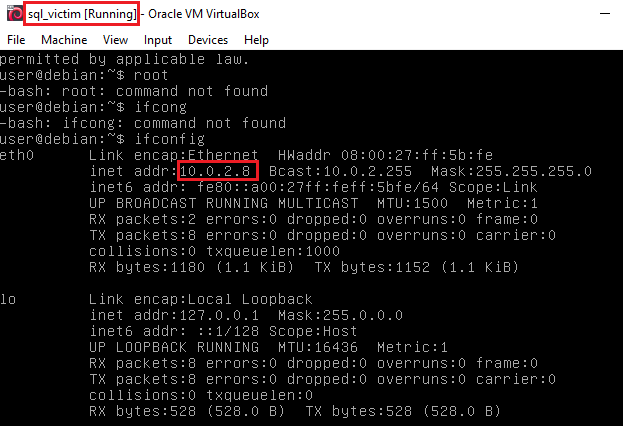 sql_victim [Running] - Oracle VM VirtualBox
File Machine View Input Devices Help
permitted by applicable law.
user@debian:~$ root
-bash: root: command not found
user@debian:~$ ifcong
-bash: ifcong: command not found
user@debian:~$ ifconfig
eth0 Link encap:Ethernet HWaddr 08:00:27:ff:5b:fe
inet addr:10.0.2.8 Bcast:10.0.2.255 Mask:255.255.255.0
inet6 addr: fe80::a00:27ff:feff:5bfe/64 Scope:Link
UP BROADCAST RUNNING MULTICAST MTU:1500 Metric:1
RX packets:2 errors:0 dropped:0 overruns:0 frame:0
TX packets:8 errors:0 dropped:0 overruns:0 carrier:0
collisions:0 txqueuelen:1000
RX bytes:1180 (1.1 KiB) TX bytes:1152 (1.1 KiB)
lo Link encap:Local Loopback
inet addr:127.0.0.1 Mask:255.0.0.0
inet6 addr: ::1/128 Scope:Host
UP LOOPBACK RUNNING MTU:16436 Metric:1
RX packets:8 errors:0 dropped:0 overruns:0 frame:0
TX packets:8 errors:0 dropped:0 overruns:0 carrier:0
collisions:0 txqueuelen:0
RX bytes:528 (528.0 B) TX bytes:528 (528.0 B)